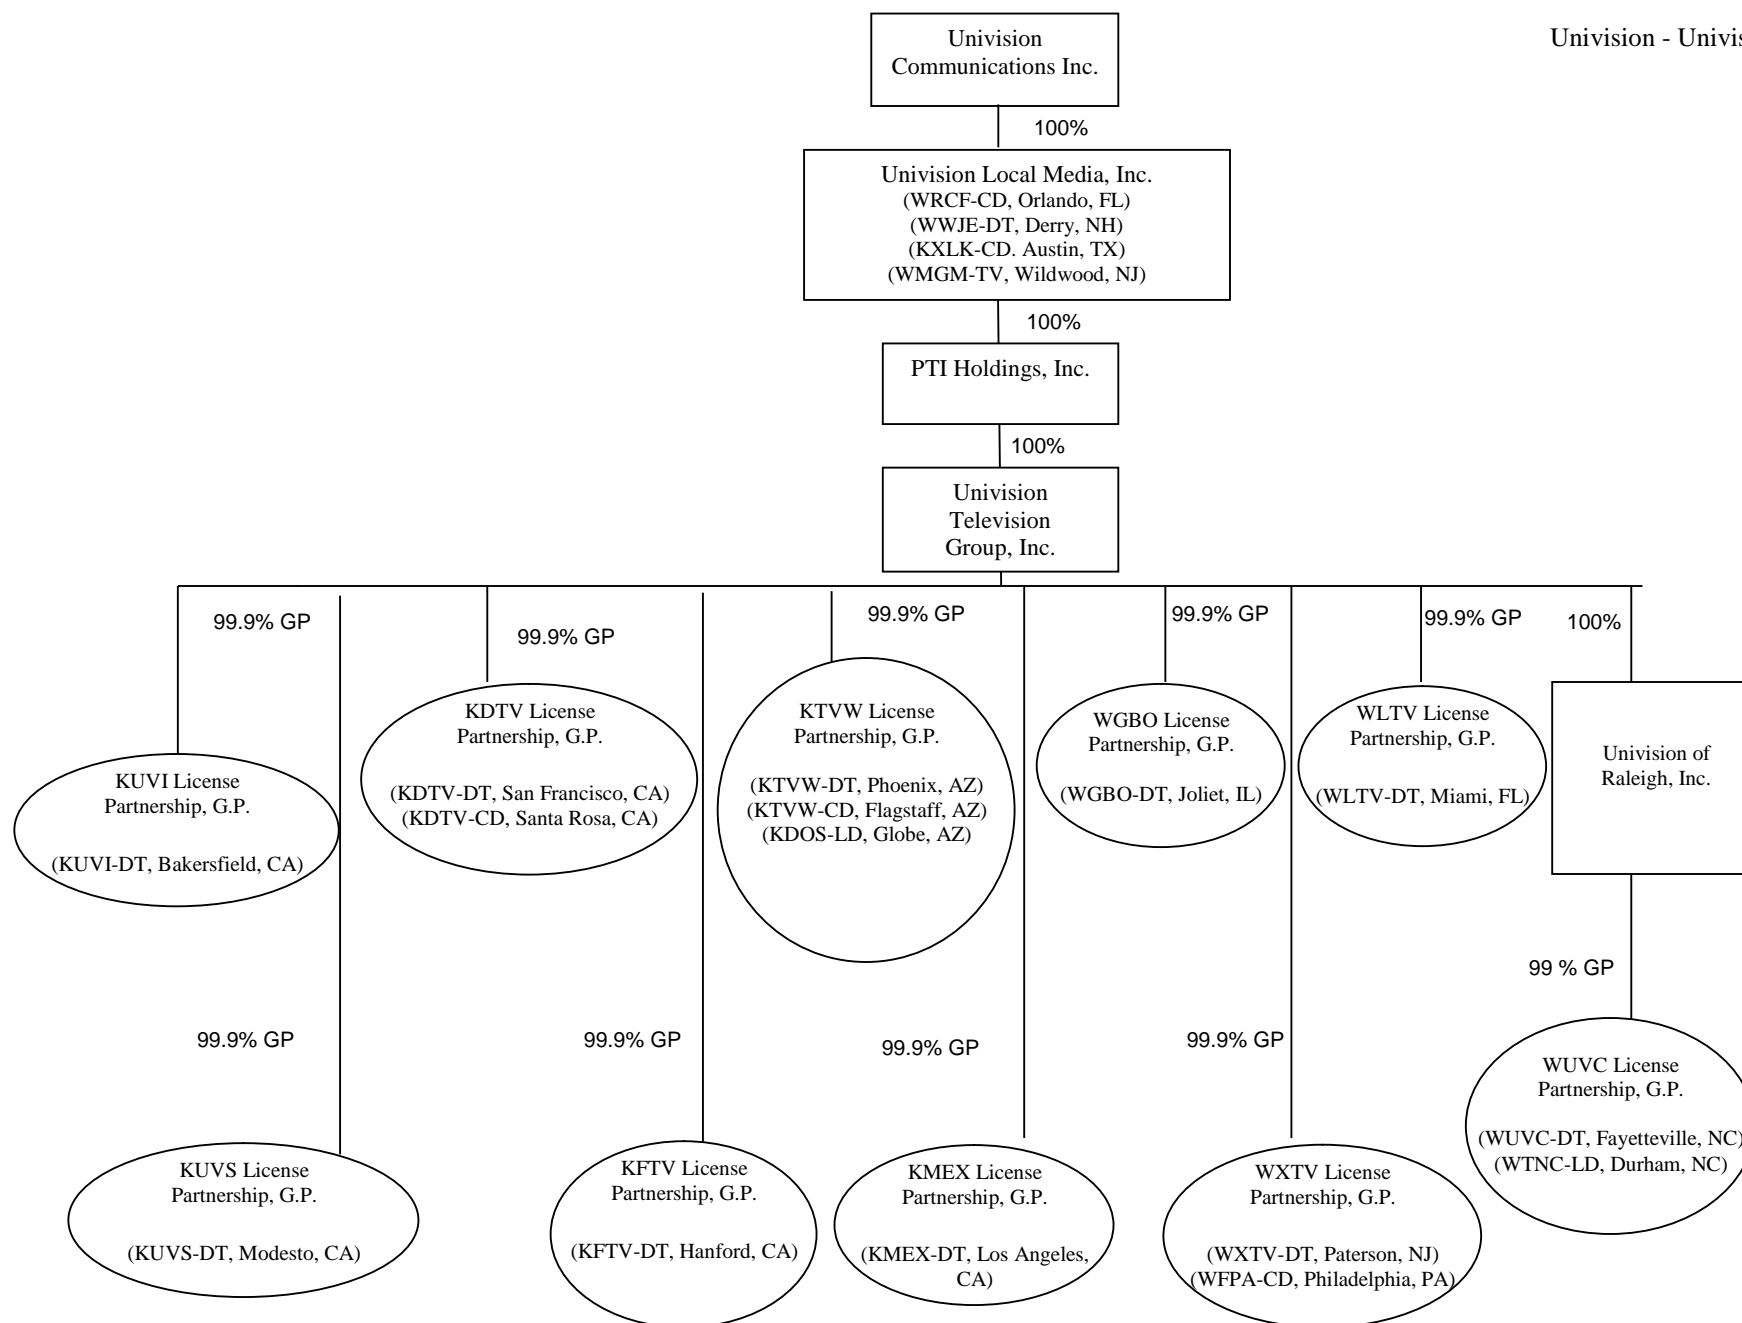 Univision - Univis
Univision
Communications Inc.
100%
Univision Local Media, Inc.
(WRCF-CD, Orlando, FL)
(WWJE-DT, Derry, NH)
(KXLK-CD. Austin, TX)
(WMGM-TV, Wildwood, NJ)
100%
PTI Holdings, Inc.
100%
Univision
Television
Group, Inc.
99.9% GP
99.9% GP
99.9% GP
99.9% GP
99.9% GP
100%
KUVI License
Partnership, G.P.
(KUVI-DT, Bakersfield, CA)
KDTV License
Partnership, G.P.
(KDTV-DT, San Francisco, CA)
(KDTV-CD, Santa Rosa, CA)
KTVW License
Partnership, G.P.
(KTVW-DT, Phoenix, AZ)
(KTVW-CD, Flagstaff, AZ)
(KDOS-LD, Globe, AZ)
WGBO License
Partnership, G.P.
(WGBO-DT, Joliet, IL)
WLTV License
Partnership, G.P.
(WLTV-DT, Miami, FL)
Univision of
Raleigh, Inc.
99.9% GP
99.9% GP
99.9% GP
99.9% GP
99 % GP
KUVS License
Partnership, G.P.
(KUVS-DT, Modesto, CA)
KFTV License
Partnership, G.P.
(KFTV-DT, Hanford, CA)
KMEX License
Partnership, G.P.
(KMEX-DT, Los Angeles,
CA)
WXTV License
Partnership, G.P.
(WXTV-DT, Paterson, NJ)
(WFPA-CD, Philadelphia, PA)
WUVC License
Partnership, G.P.
(WUVC-DT, Fayetteville, NC)
(WTNC-LD, Durham, NC)